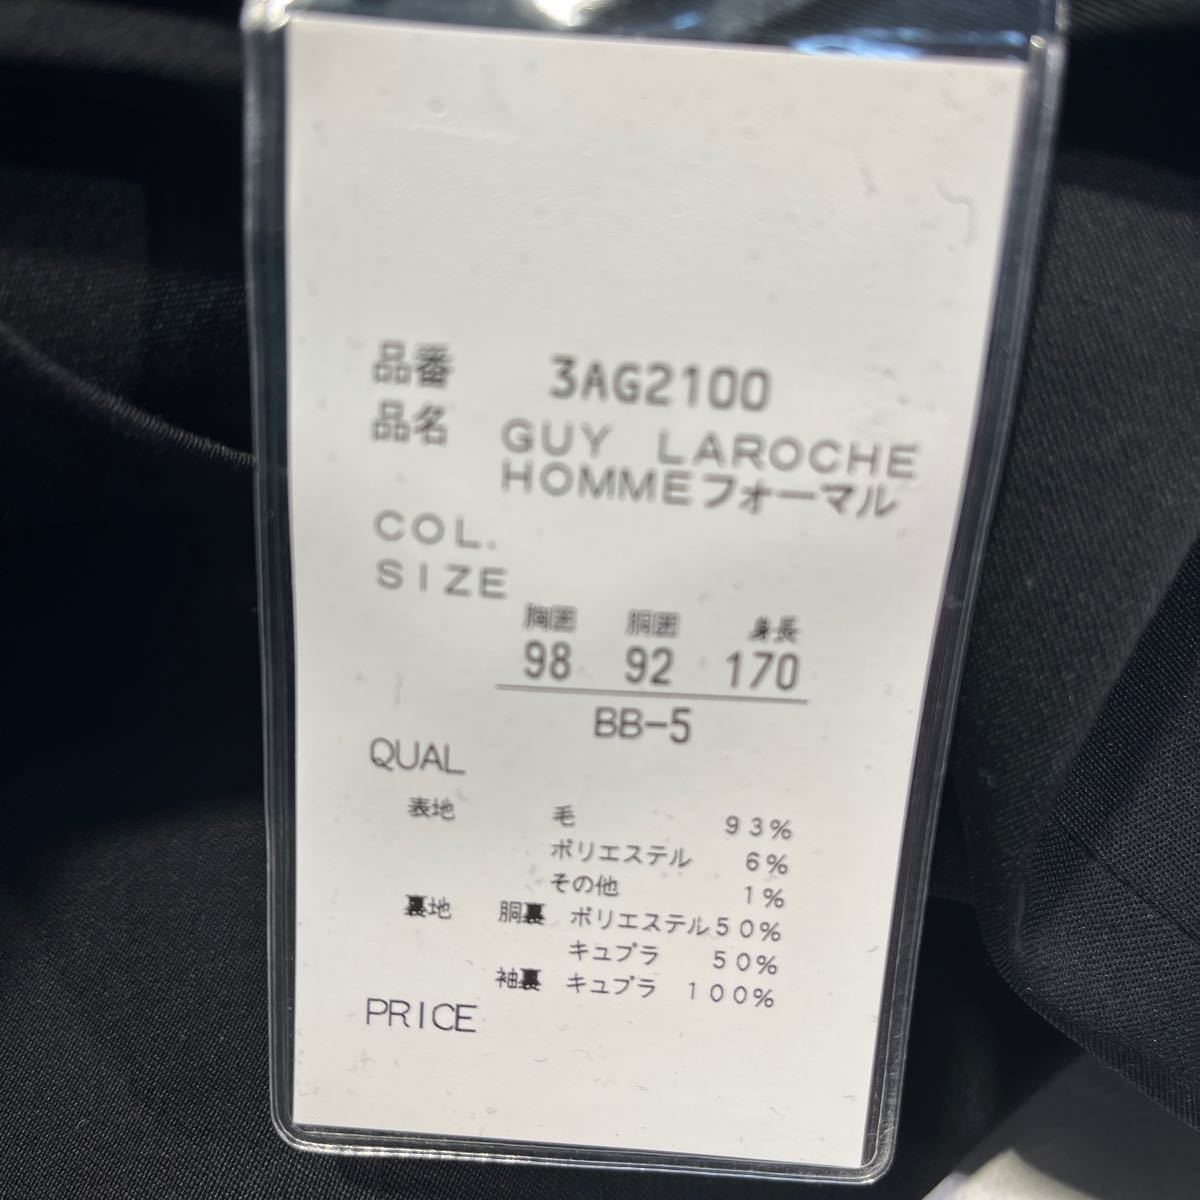 品番 3AG2100
品名 GUY LAROCHE
HOMMEフォーマル
COL.
SIZE
胸囲 胴囲 身長
98 92 170
BB-5
QUAL
表地 毛 93%
ポリエステル 6%
その他 1%
裏地 胴裏 ポリエステル50%
キュプラ 50%
袖裏 キュプラ 100%
PRICE